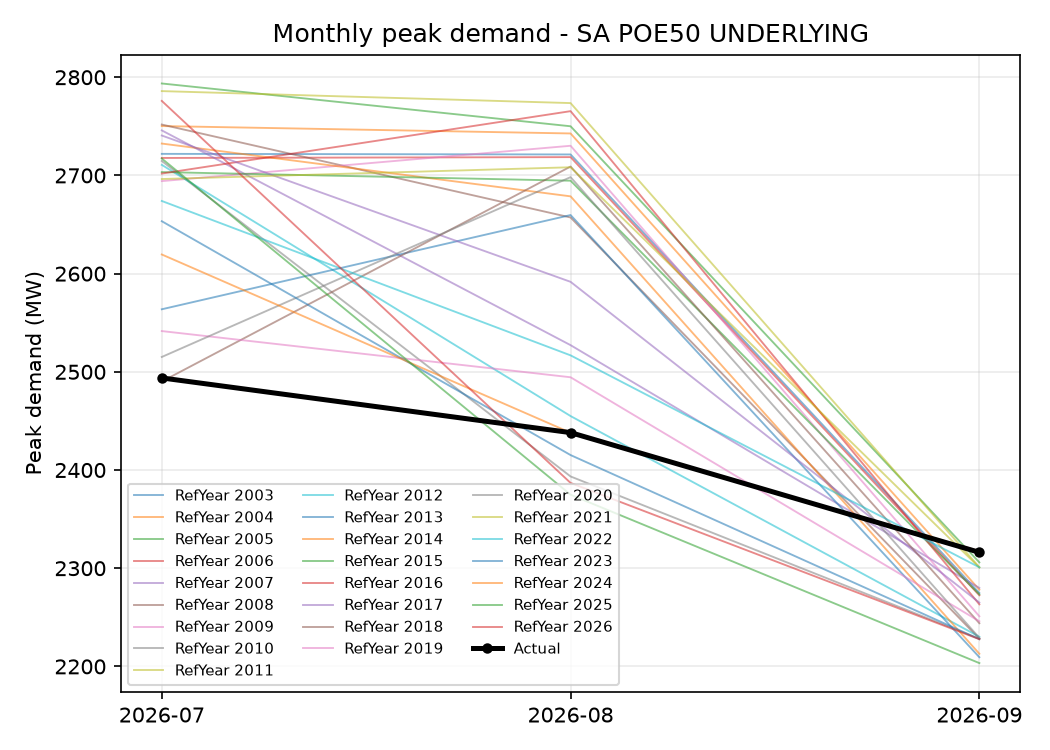 Monthly peak demand - SA POE50 UNDERLYING
Peak demand (MW)
2800
2700
2600
2500
2400
2300
2200
2026-07
2026-08
2026-09
RefYear 2003
RefYear 2004
RefYear 2005
RefYear 2006
RefYear 2007
RefYear 2008
RefYear 2009
RefYear 2010
RefYear 2011
RefYear 2012
RefYear 2013
RefYear 2014
RefYear 2015
RefYear 2016
RefYear 2017
RefYear 2018
RefYear 2019
RefYear 2020
RefYear 2021
RefYear 2022
RefYear 2023
RefYear 2024
RefYear 2025
RefYear 2026
Actual